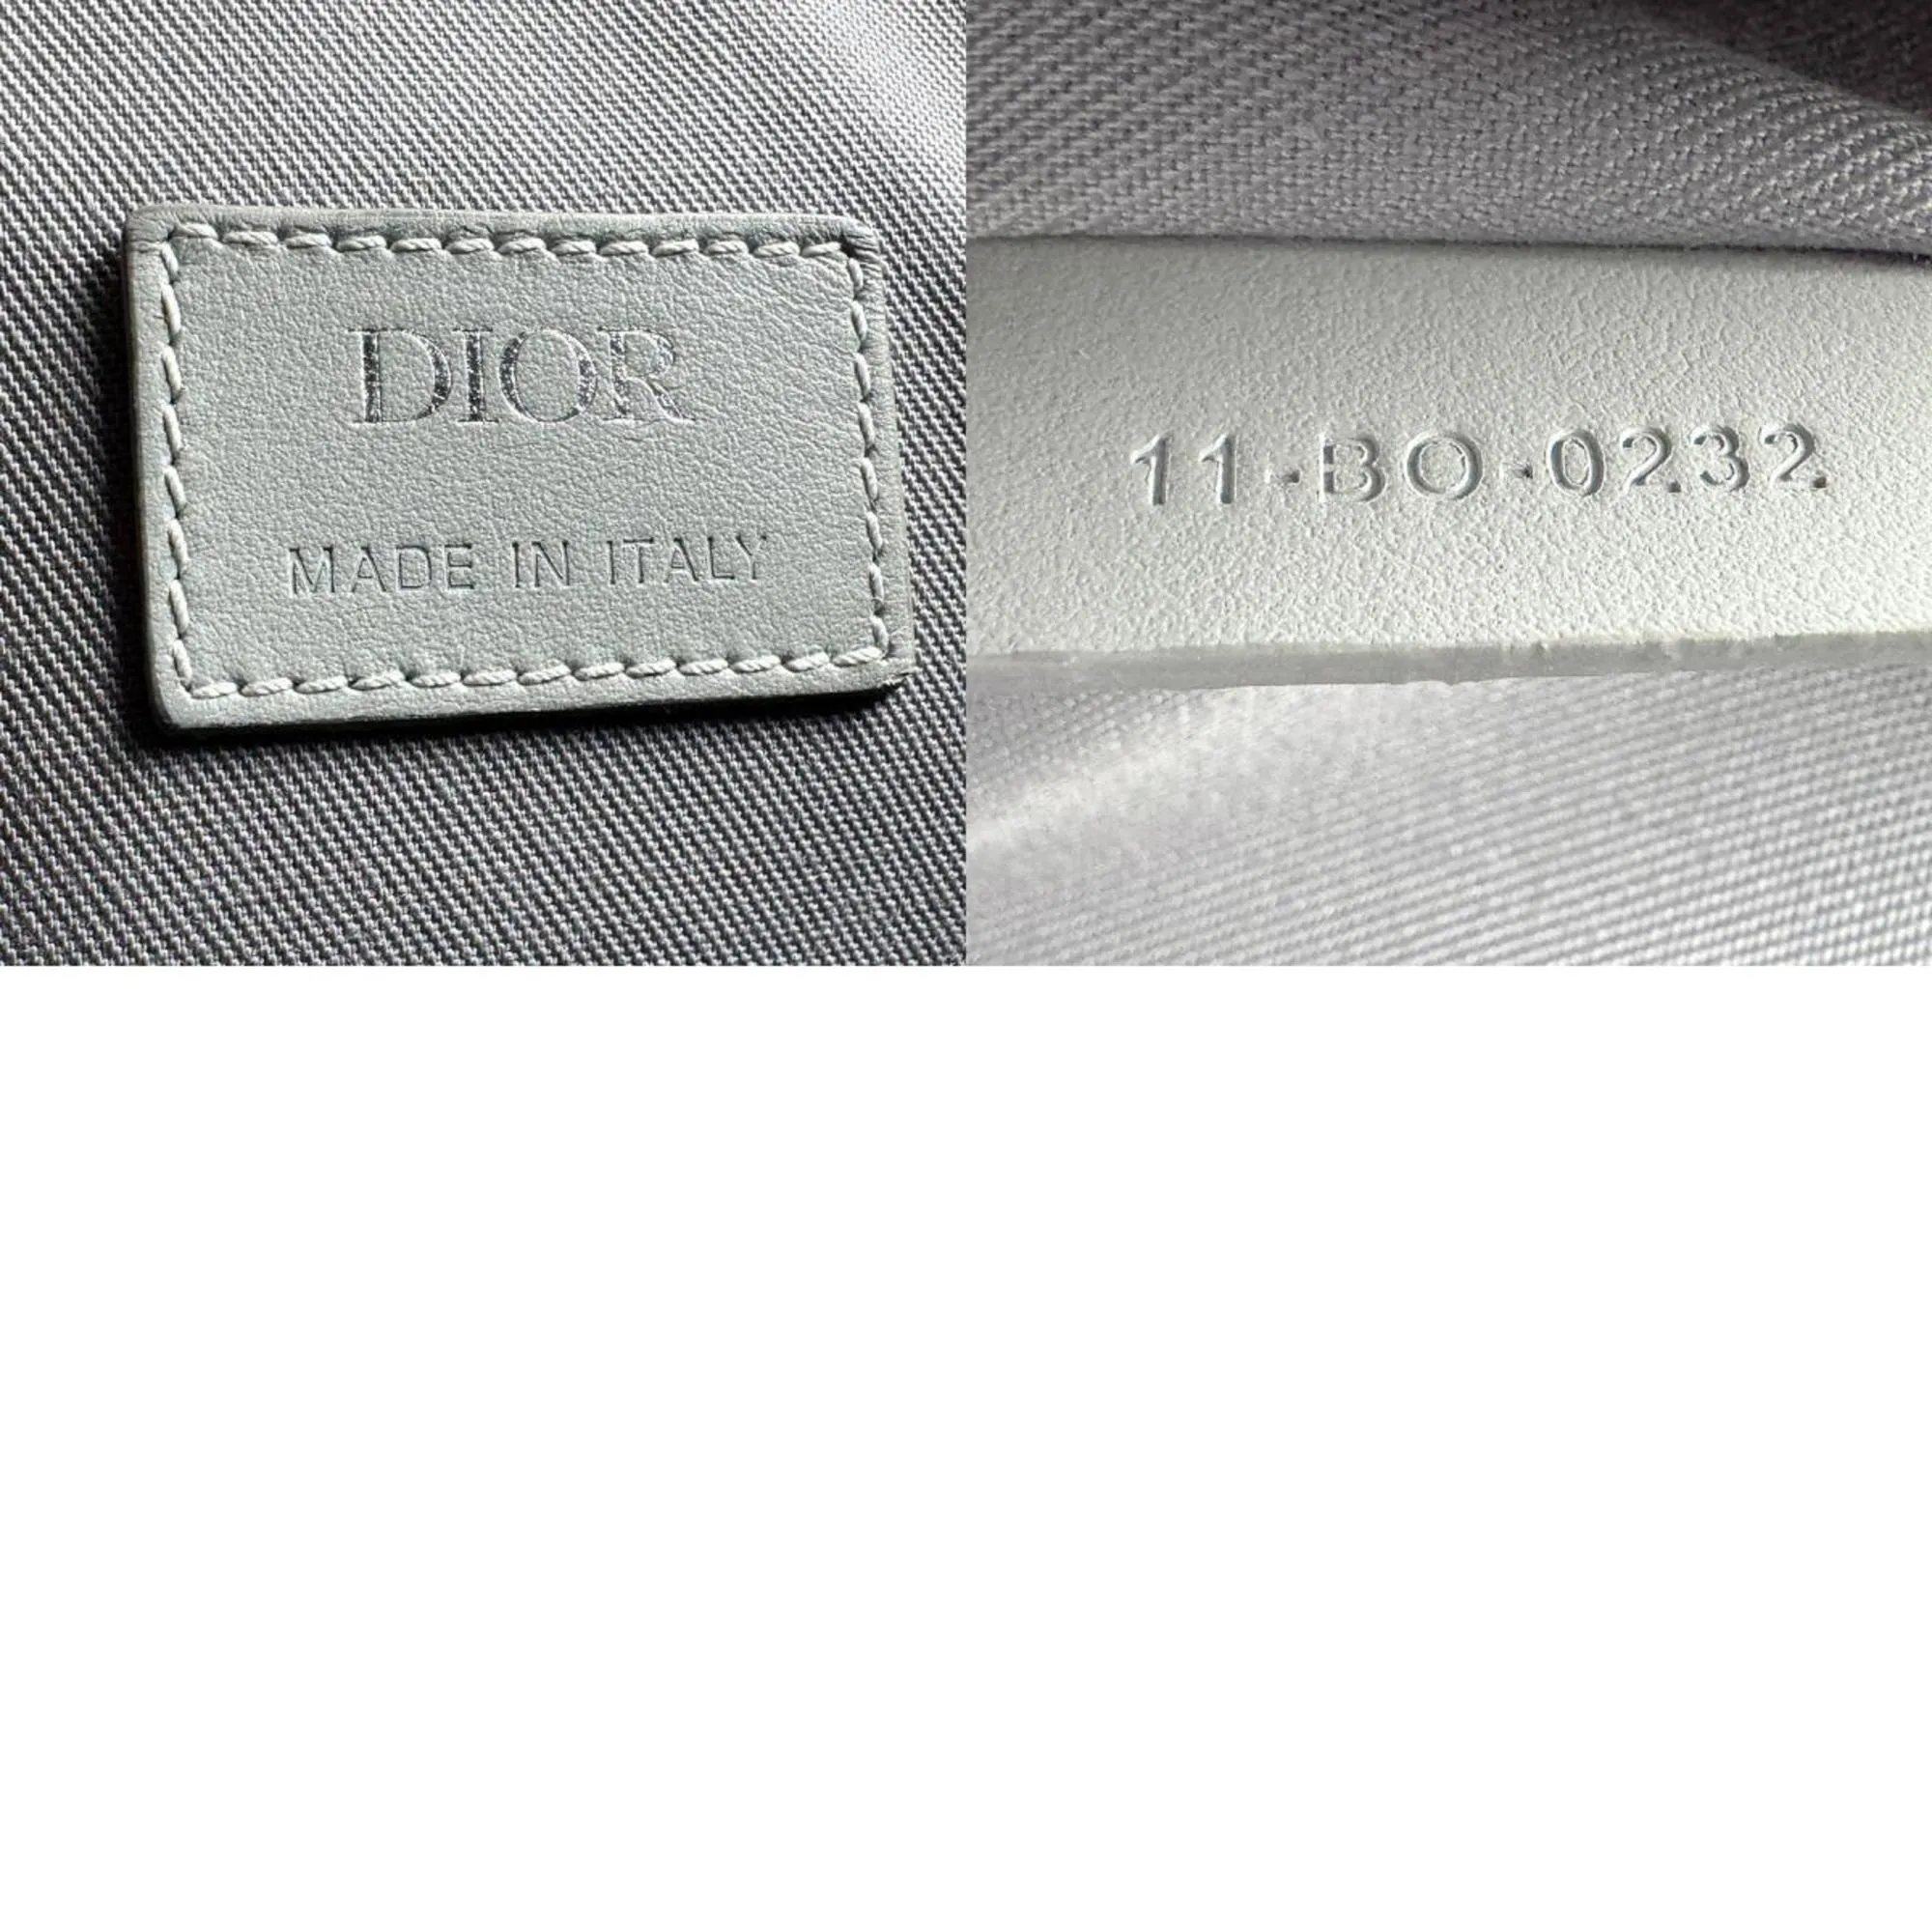 DIOR
MADE IN ITALY
11-BO-0232